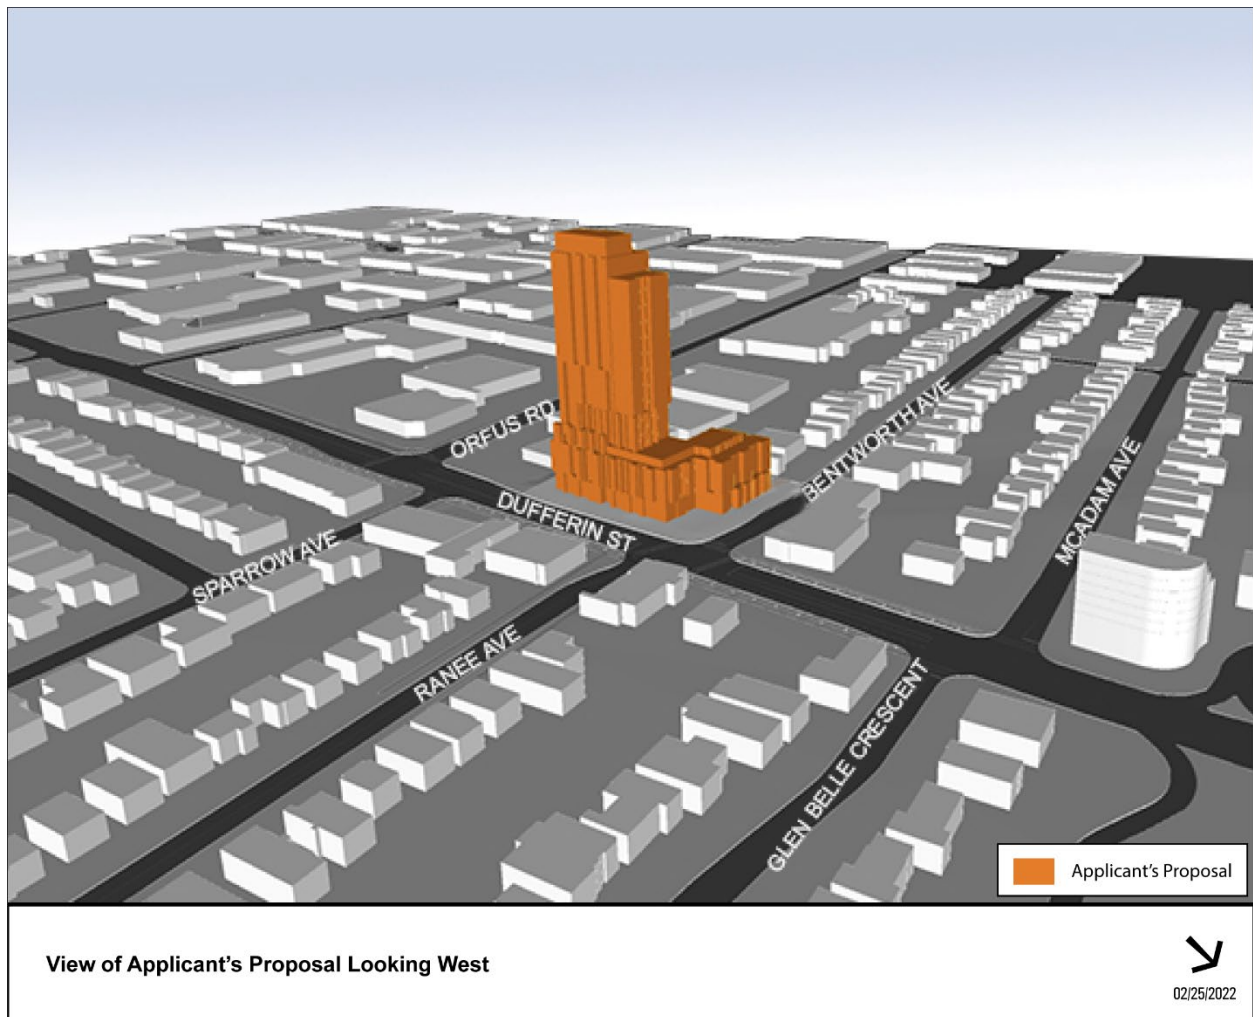 ORFUS RD
BENTWORTH AVE
DUFFERIN ST
MCADAM AVE
SPARROW AVE
RANEE AVE
GLEN BELLE CRESCENT
Applicant's Proposal
View of Applicant's Proposal Looking West
02/25/2022